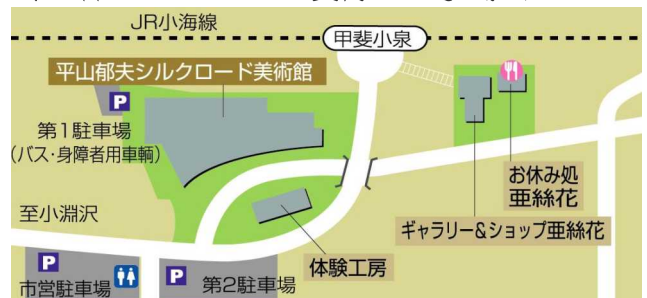 JR小海線
甲斐小泉
平山郁夫シルクロード美術館
P
第1駐車場
(バス・身障者用車輌)
お休み処
亜絲花
ギャラリー&ショップ亜絲花
至小淵沢
体験工房
P
市営駐車場
P
第2駐車場